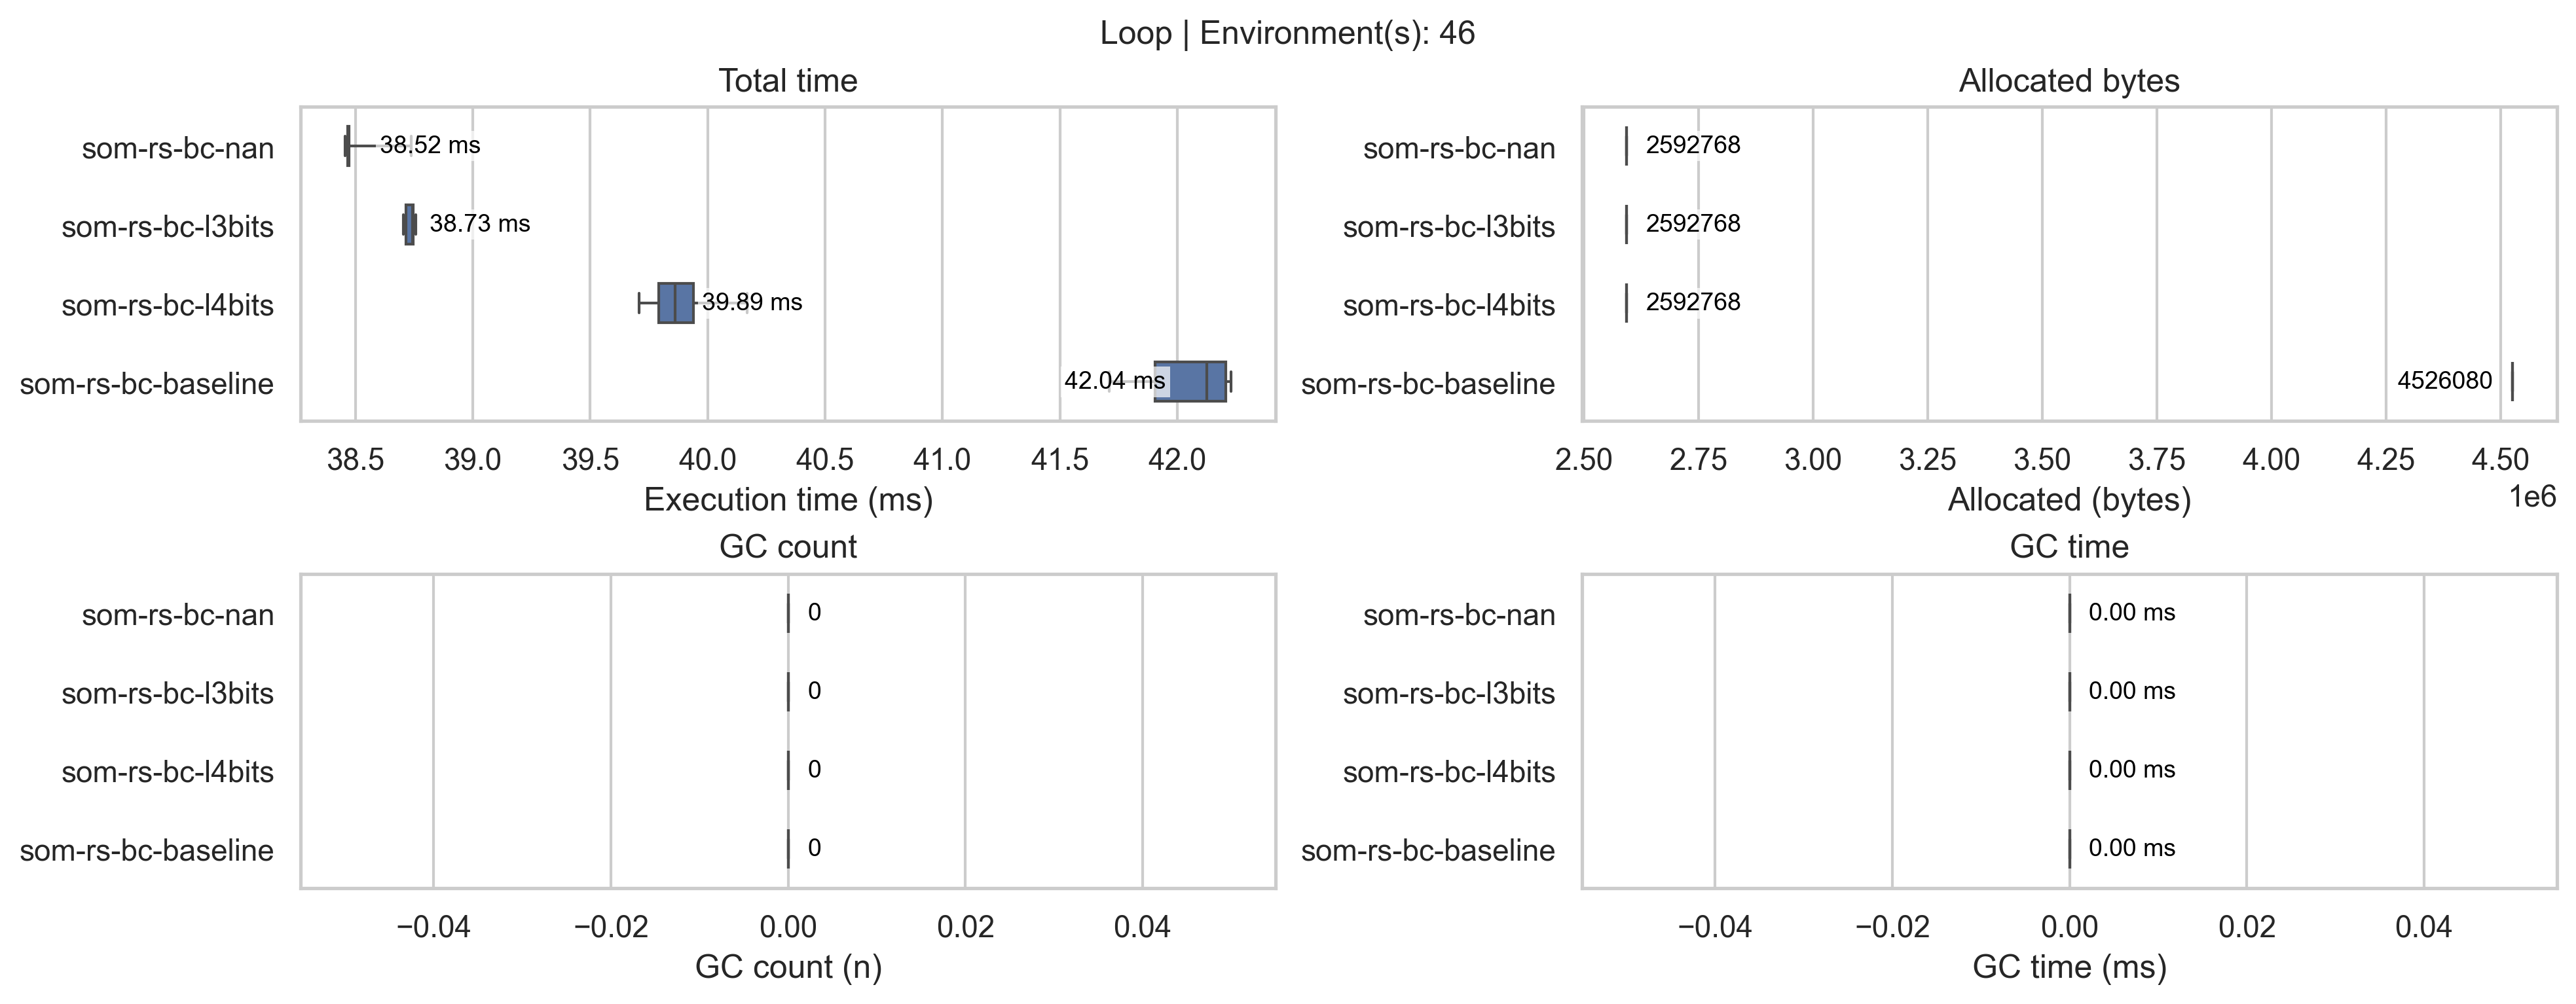 Loop | Environment(s): 46
Total time
som-rs-bc-nan
38.52 ms
som-rs-bc-l3bits
38.73 ms
som-rs-bc-l4bits
39.89 ms
som-rs-bc-baseline
42.04 ms
38.5 39.0 39.5 40.0 40.5 41.0 41.5 42.0
Execution time (ms)
Allocated bytes
som-rs-bc-nan
2592768
som-rs-bc-l3bits
2592768
som-rs-bc-l4bits
2592768
som-rs-bc-baseline
4526080
2.50 2.75 3.00 3.25 3.50 3.75 4.00 4.25 4.50
1e6
Allocated (bytes)
GC count
som-rs-bc-nan
0
som-rs-bc-l3bits
0
som-rs-bc-l4bits
0
som-rs-bc-baseline
0
−0.04 −0.02 0.00 0.02 0.04
GC count (n)
GC time
som-rs-bc-nan
0.00 ms
som-rs-bc-l3bits
0.00 ms
som-rs-bc-l4bits
0.00 ms
som-rs-bc-baseline
0.00 ms
−0.04 −0.02 0.00 0.02 0.04
GC time (ms)